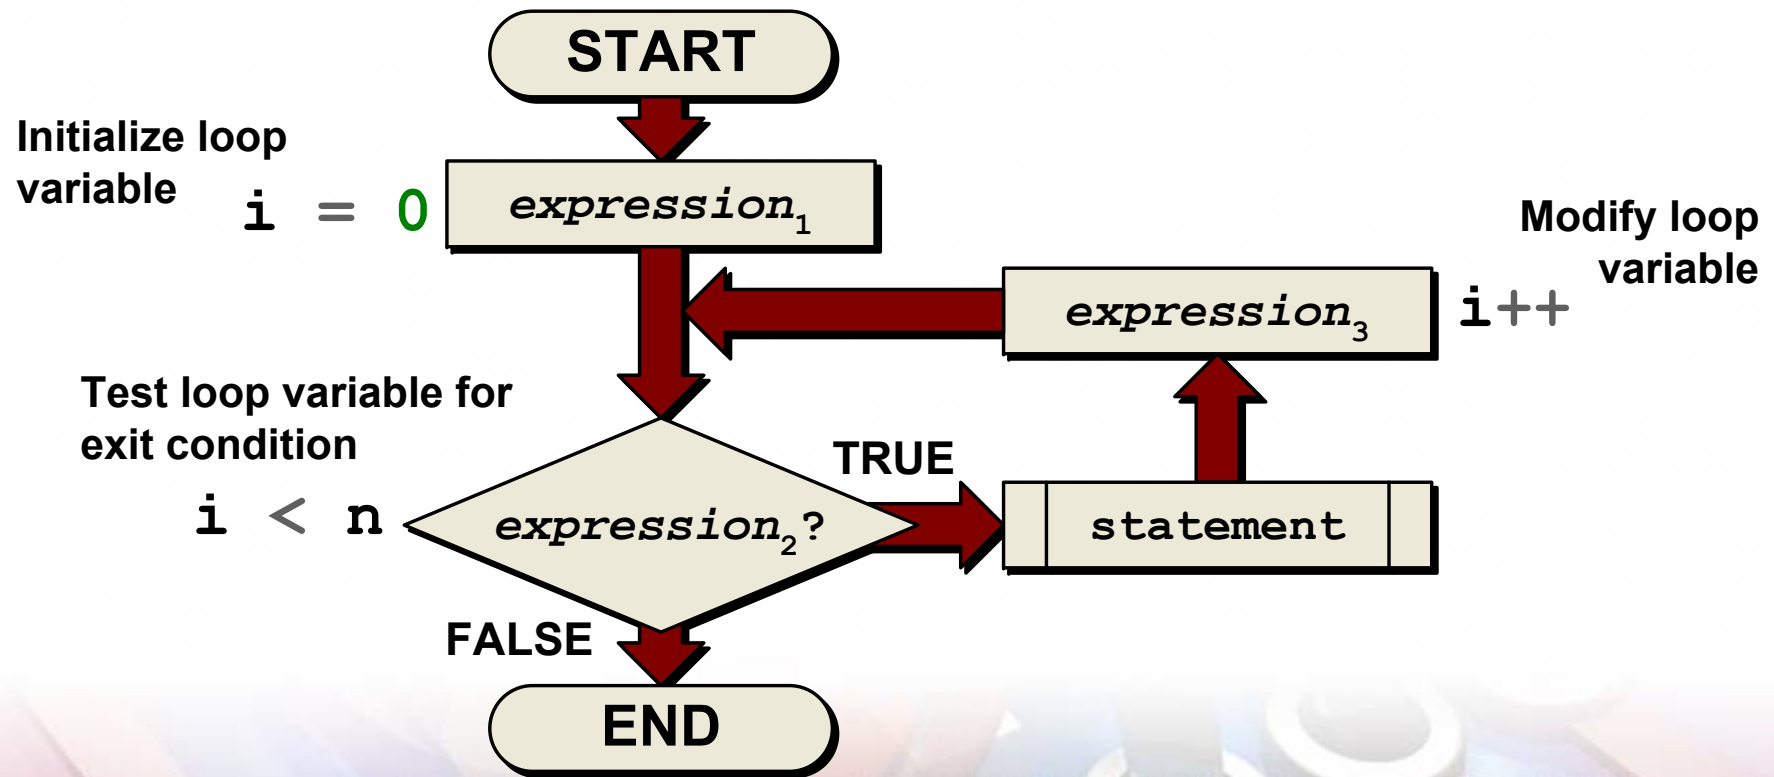 START
Initialize loop
variable
i = 0
expression₁
Modify loop
variable
expression₃
i++
Test loop variable for
exit condition
i < n
expression₂?
TRUE
statement
FALSE
END